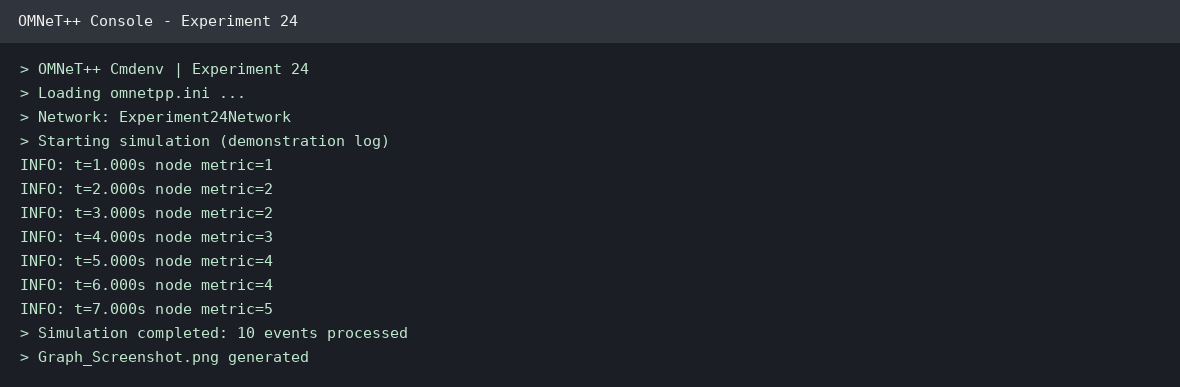 OMNeT++ Console - Experiment 24
> OMNeT++ Cmdenv | Experiment 24
> Loading omnetpp.ini ...
> Network: Experiment24Network
> Starting simulation (demonstration log)
INFO: t=1.000s node metric=1
INFO: t=2.000s node metric=2
INFO: t=3.000s node metric=2
INFO: t=4.000s node metric=3
INFO: t=5.000s node metric=4
INFO: t=6.000s node metric=4
INFO: t=7.000s node metric=5
> Simulation completed: 10 events processed
> Graph_Screenshot.png generated